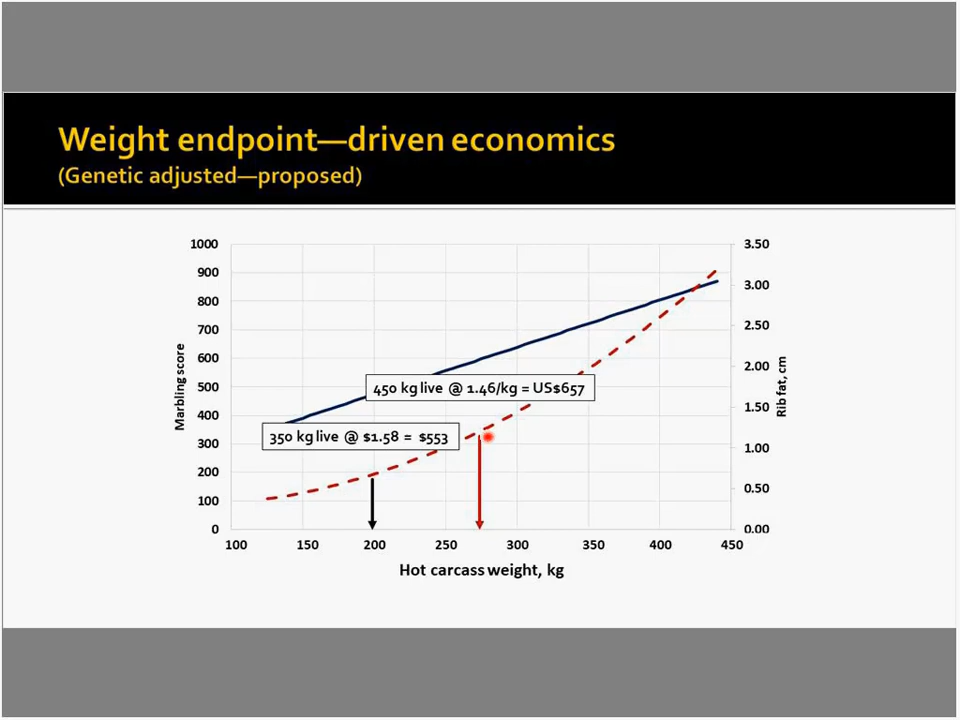 Weight endpoint—driven economics
(Genetic adjusted—proposed)
1000
900
800
700
600
500
400
300
200
100
0
Marbling score
3.50
3.00
2.50
2.00
1.50
1.00
0.50
0.00
Rib fat, cm
450 kg live @ 1.46/kg = US$657
350 kg live @ $1.58 = $553
100 150 200 250 300 350 400 450
Hot carcass weight, kg